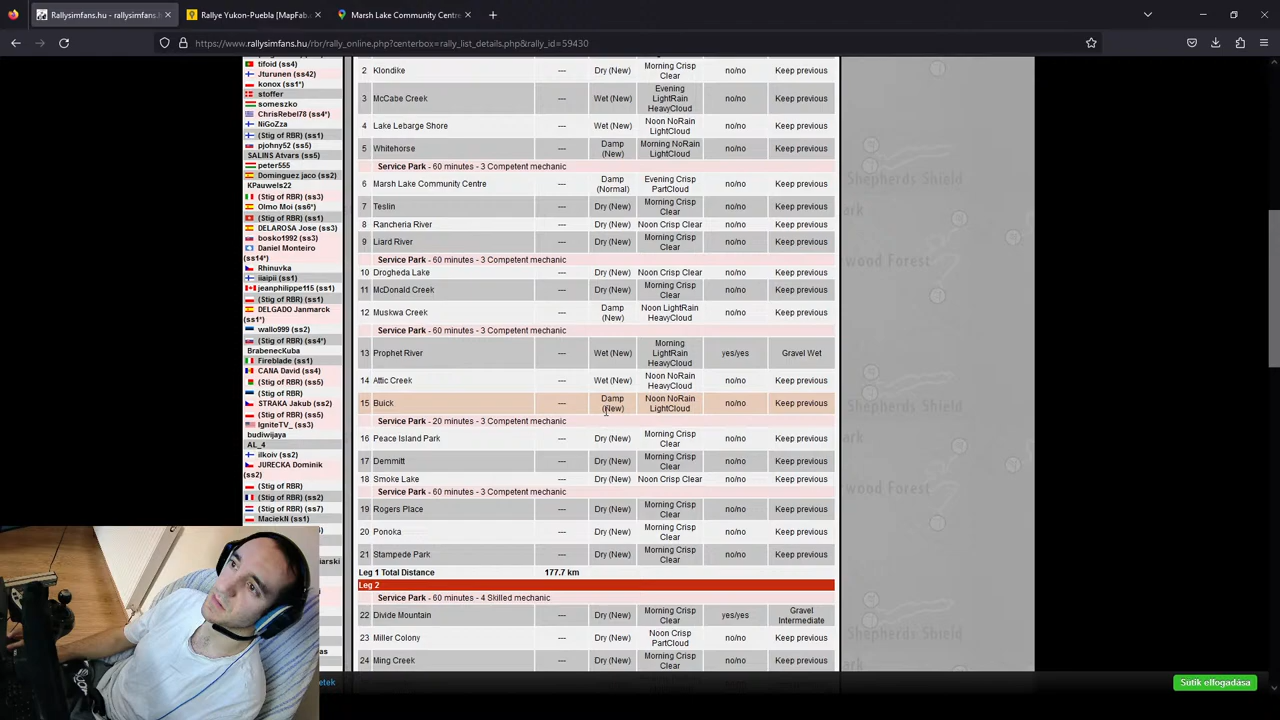 Rallysimfans.hu - rallysimfans.h
Rallye Yukon-Puebla [MapFab
Marsh Lake Community Centre
https://www.rallysimfans.hu/rbr/rally_online.php?centerbox=rally_list_details.php&rally_id=59430
tifoid (ss4)
Jturunen (ss42)
konox (ss1*)
stoffer
someszko
ChrisRebel78 (ss4*)
NiGoZza
(Stig of RBR) (ss1)
pjohny52 (ss5)
SALINS Atvars (ss5)
peter555
Dominguez jaco (ss2)
KPauwels22
(Stig of RBR) (ss3)
Olmo Moi (ss6*)
(Stig of RBR) (ss1)
DELAROSA Jose (ss3)
bosko1992 (ss3)
Daniel Monteiro
(ss14*)
Rhinuvka
iiaipii (ss1)
jeanphilippe115 (ss1)
(Stig of RBR) (ss1)
DELGADO Janmarck
(ss1*)
wallo999 (ss2)
(Stig of RBR) (ss4*)
BrabenecKuba
Fireblade (ss1)
CANA David (ss4)
(Stig of RBR) (ss5)
(Stig of RBR)
STRAKA Jakub (ss2)
(Stig of RBR) (ss5)
IgniteTV_ (ss3)
budiwijaya
AL_4
ilkoiv (ss2)
JURECKA Dominik
(ss2)
(Stig of RBR)
(Stig of RBR) (ss2)
(Stig of RBR) (ss7)
MaciekN (ss1)
iarski
as
etek
2 Klondike --- Dry (New) Morning Crisp Clear no/no Keep previous
3 McCabe Creek --- Wet (New) Evening LightRain HeavyCloud no/no Keep previous
4 Lake Lebarge Shore --- Wet (New) Noon NoRain LightCloud no/no Keep previous
5 Whitehorse --- Damp (New) Morning NoRain LightCloud no/no Keep previous
Service Park - 60 minutes - 3 Competent mechanic
6 Marsh Lake Community Centre --- Damp (Normal) Evening Crisp PartCloud no/no Keep previous
7 Teslin --- Dry (New) Morning Crisp Clear no/no Keep previous
8 Rancheria River --- Dry (New) Noon Crisp Clear no/no Keep previous
9 Liard River --- Dry (New) Morning Crisp Clear no/no Keep previous
Service Park - 60 minutes - 3 Competent mechanic
10 Drogheda Lake --- Dry (New) Noon Crisp Clear no/no Keep previous
11 McDonald Creek --- Dry (New) Morning Crisp Clear no/no Keep previous
12 Muskwa Creek --- Damp (New) Noon LightRain HeavyCloud no/no Keep previous
Service Park - 60 minutes - 3 Competent mechanic
13 Prophet River --- Wet (New) Morning LightRain HeavyCloud yes/yes Gravel Wet
14 Attic Creek --- Wet (New) Noon NoRain HeavyCloud no/no Keep previous
15 Buick --- Damp (New) Noon NoRain LightCloud no/no Keep previous
Service Park - 20 minutes - 3 Competent mechanic
16 Peace Island Park --- Dry (New) Morning Crisp Clear no/no Keep previous
17 Demmitt --- Dry (New) Morning Crisp Clear no/no Keep previous
18 Smoke Lake --- Dry (New) Noon Crisp Clear no/no Keep previous
Service Park - 60 minutes - 3 Competent mechanic
19 Rogers Place --- Dry (New) Morning Crisp Clear no/no Keep previous
20 Ponoka --- Dry (New) Morning Crisp Clear no/no Keep previous
21 Stampede Park --- Dry (New) Morning Crisp Clear no/no Keep previous
Leg 1 Total Distance 177.7 km
Leg 2
Service Park - 60 minutes - 4 Skilled mechanic
22 Divide Mountain --- Dry (New) Morning Crisp Clear yes/yes Gravel Intermediate
23 Miller Colony --- Dry (New) Noon Crisp PartCloud no/no Keep previous
24 Ming Creek --- Dry (New) Morning Crisp Clear no/no Keep previous
Shepherds Shield
ark
wood Forest
Shepherds Shield
ark
wood Forest
Shepherds Shield
Sütik elfogadása